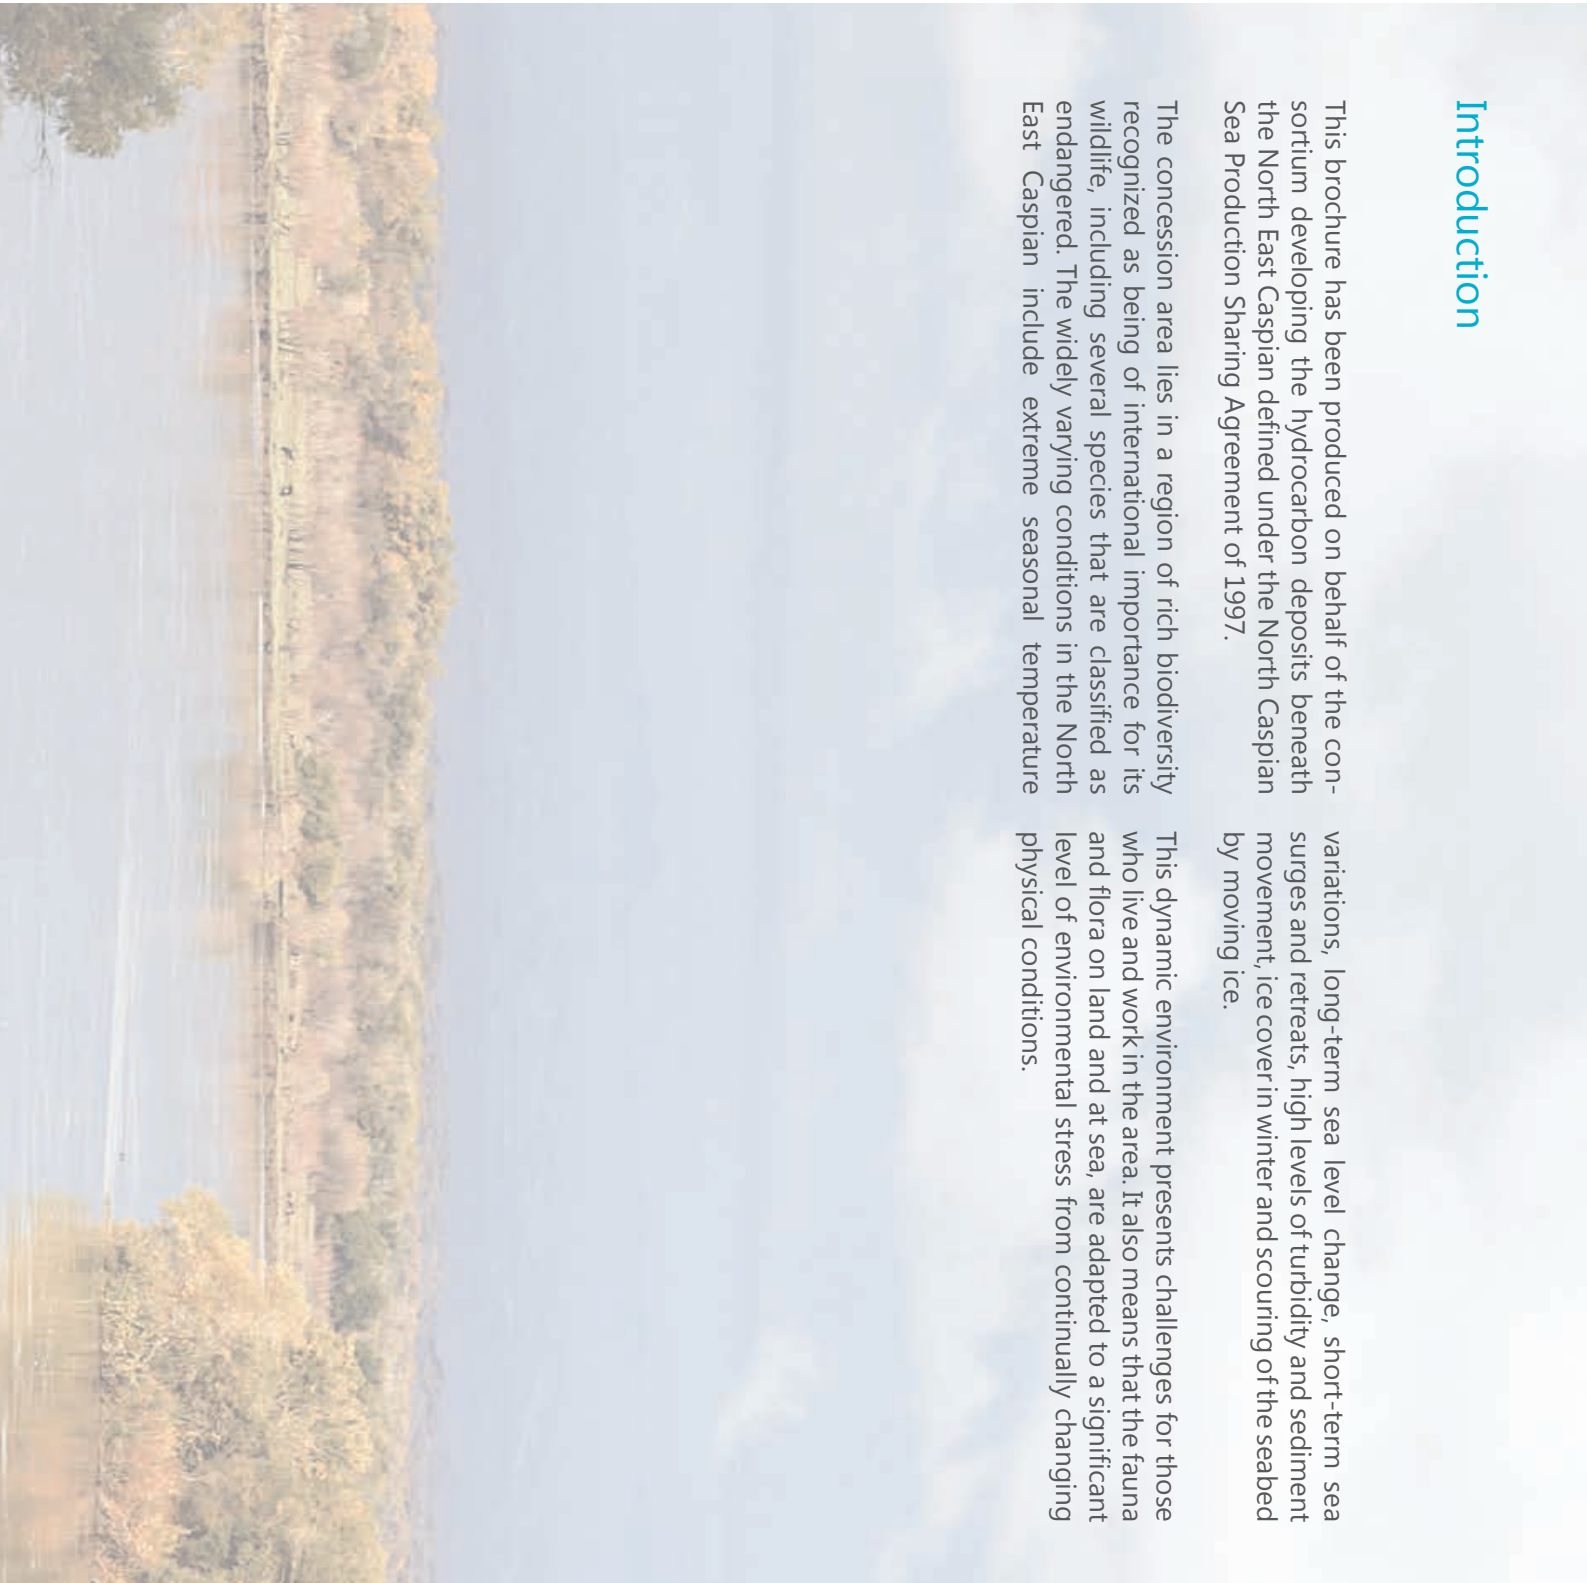 Introduction
This brochure has been produced on behalf of the con-
sortium developing the hydrocarbon deposits beneath
the North East Caspian defined under the North Caspian
Sea Production Sharing Agreement of 1997.
The concession area lies in a region of rich biodiversity
recognized as being of international importance for its
wildlife, including several species that are classified as
endangered. The widely varying conditions in the North
East Caspian include extreme seasonal temperature
variations, long-term sea level change, short-term sea
surges and retreats, high levels of turbidity and sediment
movement, ice cover in winter and scouring of the seabed
by moving ice.
This dynamic environment presents challenges for those
who live and work in the area. It also means that the fauna
and flora on land and at sea, are adapted to a significant
level of environmental stress from continually changing
physical conditions.